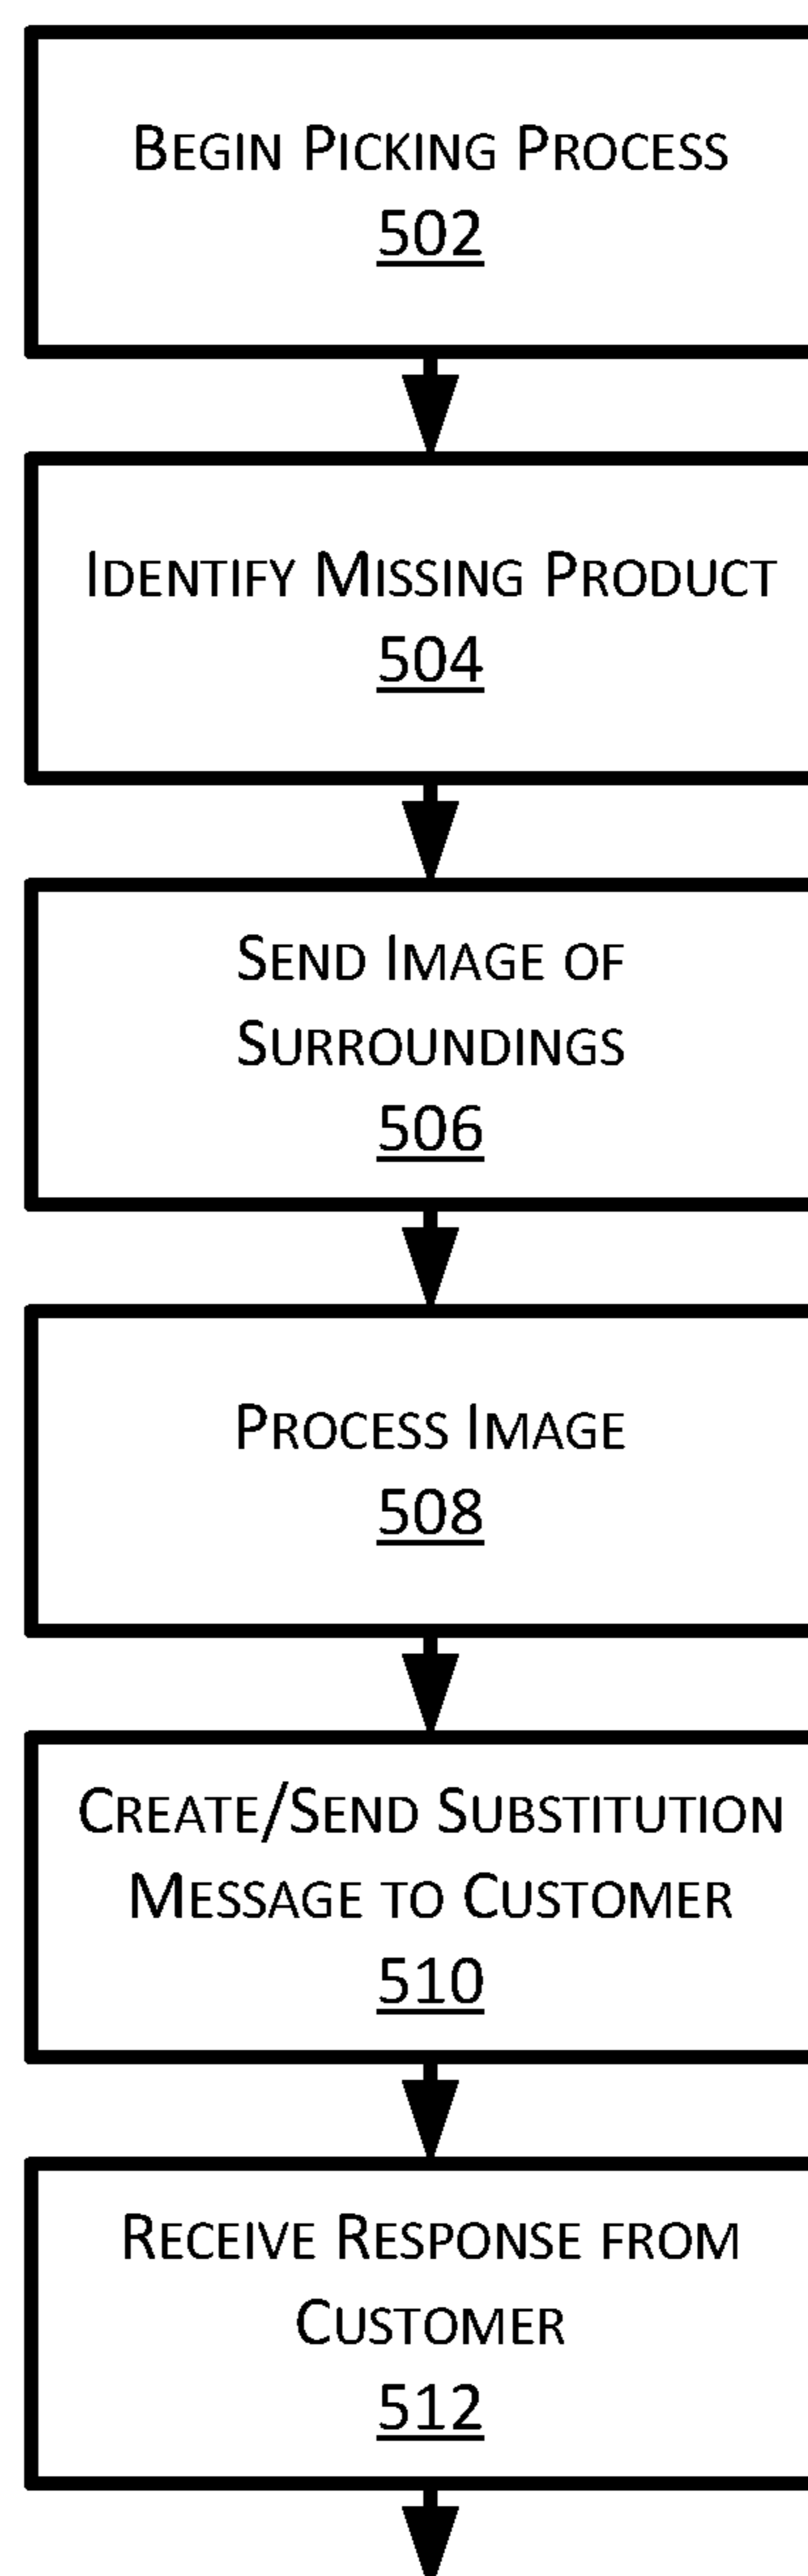 BEGIN PICKING PROCESS
502
IDENTIFY MISSING PRODUCT
504
SEND IMAGE OF
SURROUNDINGS
506
PROCESS IMAGE
508
CREATE/SEND SUBSTITUTION
MESSAGE TO CUSTOMER
510
RECEIVE RESPONSE FROM
CUSTOMER
512